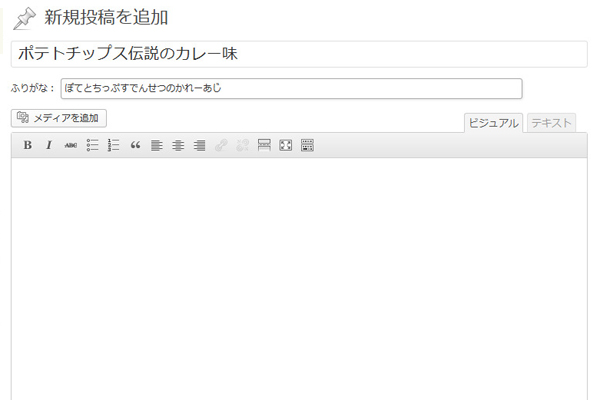 新規投稿を追加
ポテトチップス伝説のカレー味
ふりがな： ぽてとちっぷすでんせつのかれーあじ
メディアを追加 ビジュアル テキスト
B I ABC